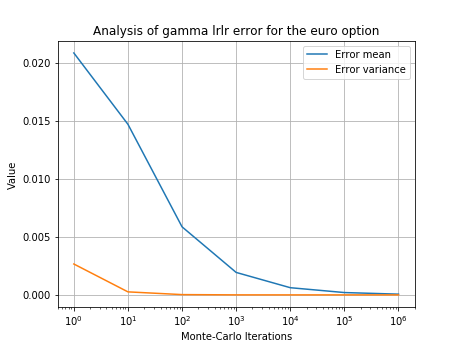 Analysis of gamma lrlr error for the euro option
Error mean
Error variance
0.020
0.015
0.010
0.005
0.000
Value
10⁰ 10¹ 10² 10³ 10⁴ 10⁵ 10⁶
Monte-Carlo Iterations